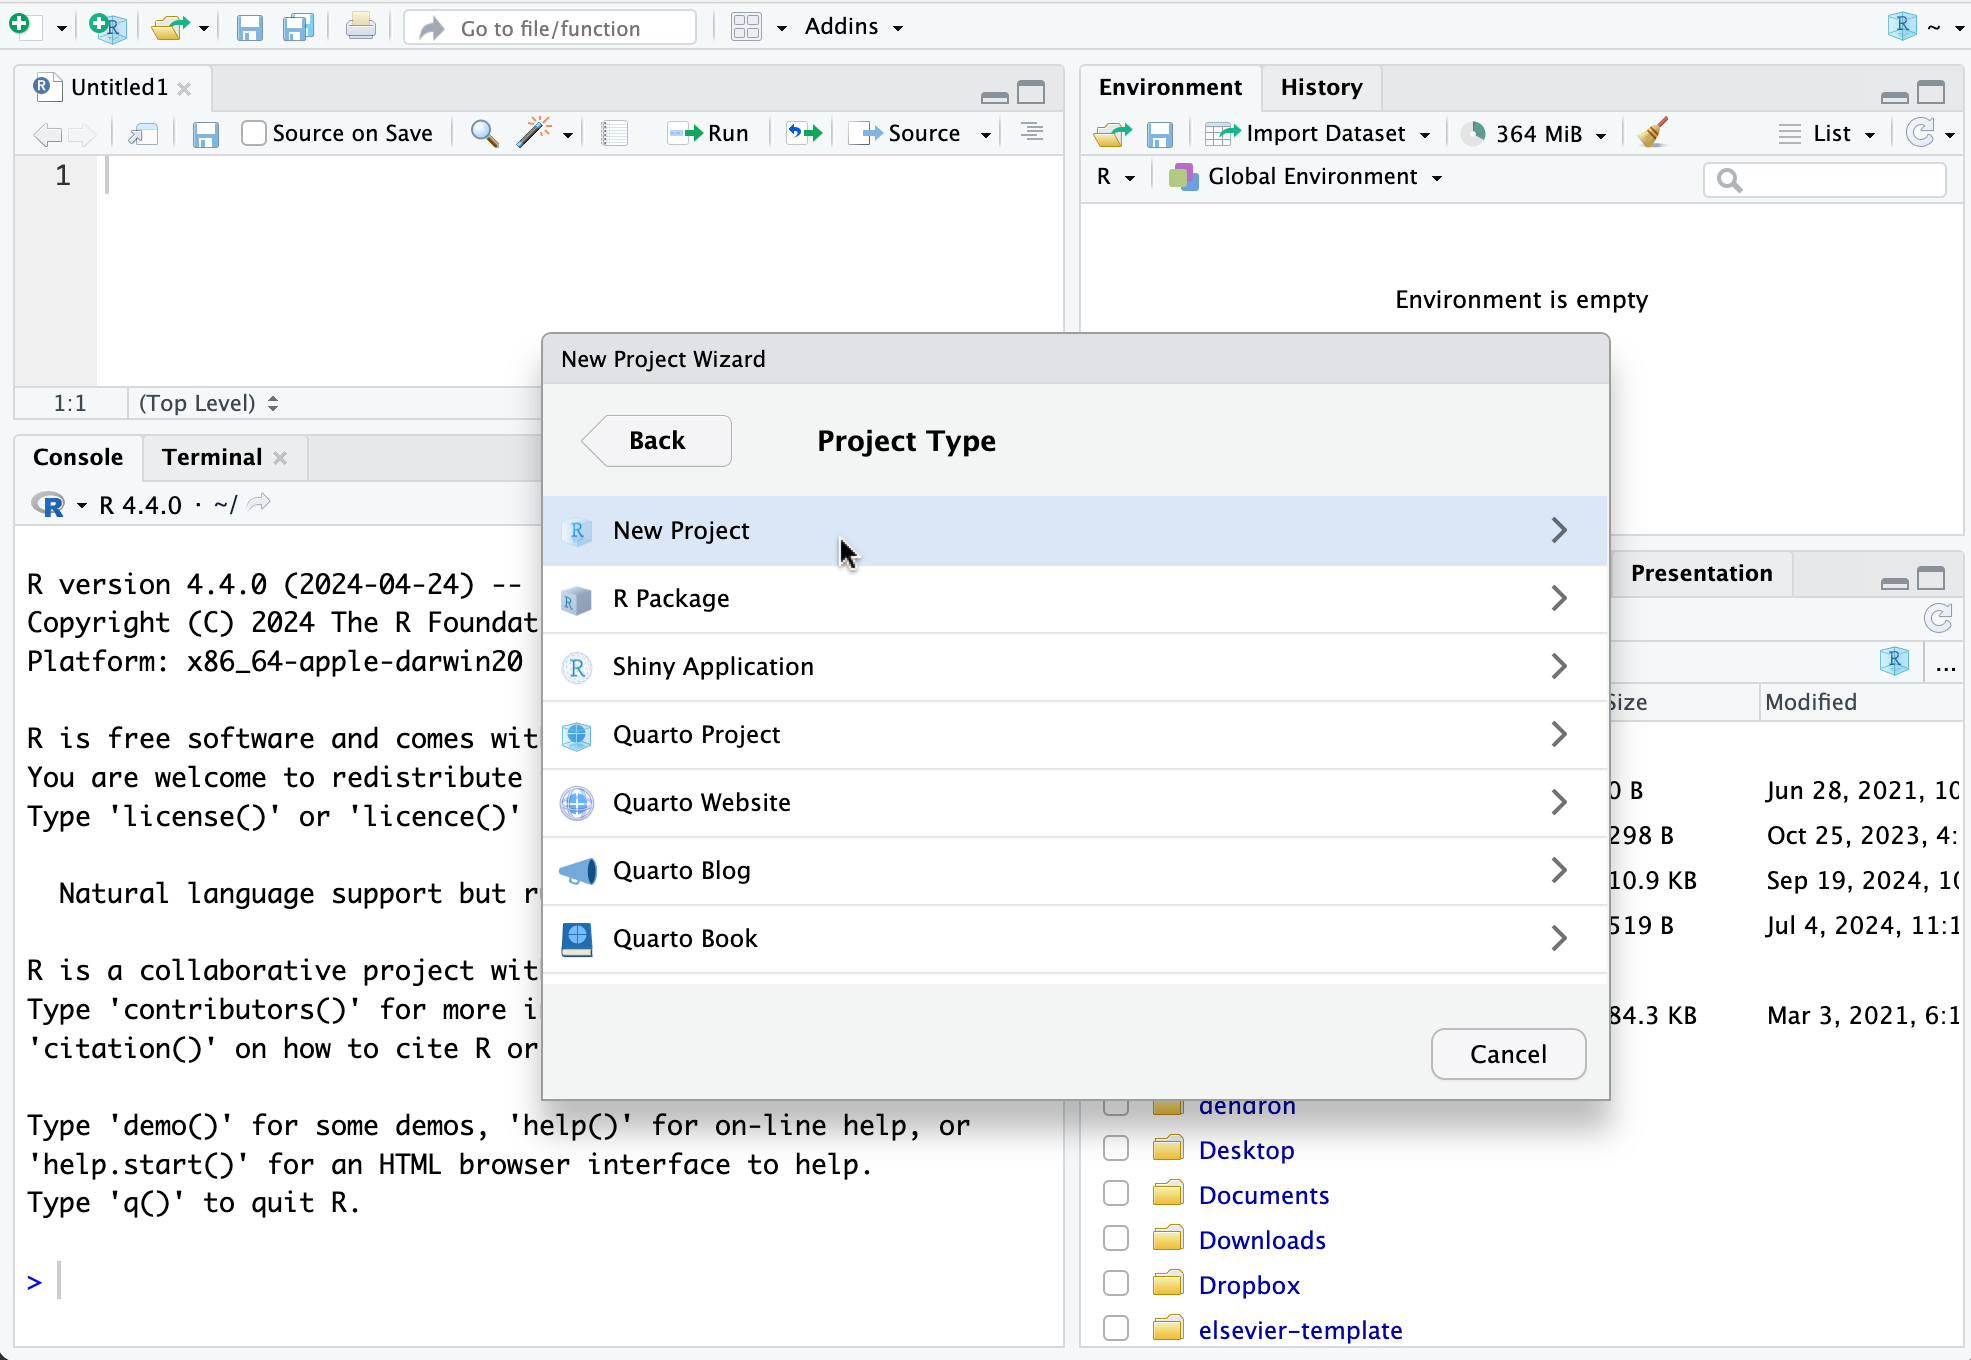 Go to file/function
Addins
R ~
R Untitled1
Source on Save
Run
Source
1
1:1 (Top Level)
Console Terminal
R R 4.4.0 · ~/
R version 4.4.0 (2024-04-24) --
Copyright (C) 2024 The R Foundat
Platform: x86_64-apple-darwin20
R is free software and comes wit
You are welcome to redistribute
Type 'license()' or 'licence()'
Natural language support but r
R is a collaborative project wit
Type 'contributors()' for more i
'citation()' on how to cite R or
Type 'demo()' for some demos, 'help()' for on-line help, or
'help.start()' for an HTML browser interface to help.
Type 'q()' to quit R.
>
Environment History
Import Dataset 364 MiB List
R Global Environment
Environment is empty
New Project Wizard
Back Project Type
R New Project
R R Package
R Shiny Application
Quarto Project
Quarto Website
Quarto Blog
Quarto Book
Cancel
Presentation
R ...
Size Modified
0 B Jun 28, 2021, 10
298 B Oct 25, 2023, 4:
10.9 KB Sep 19, 2024, 10
519 B Jul 4, 2024, 11:1
84.3 KB Mar 3, 2021, 6:1
dendron
Desktop
Documents
Downloads
Dropbox
elsevier-template